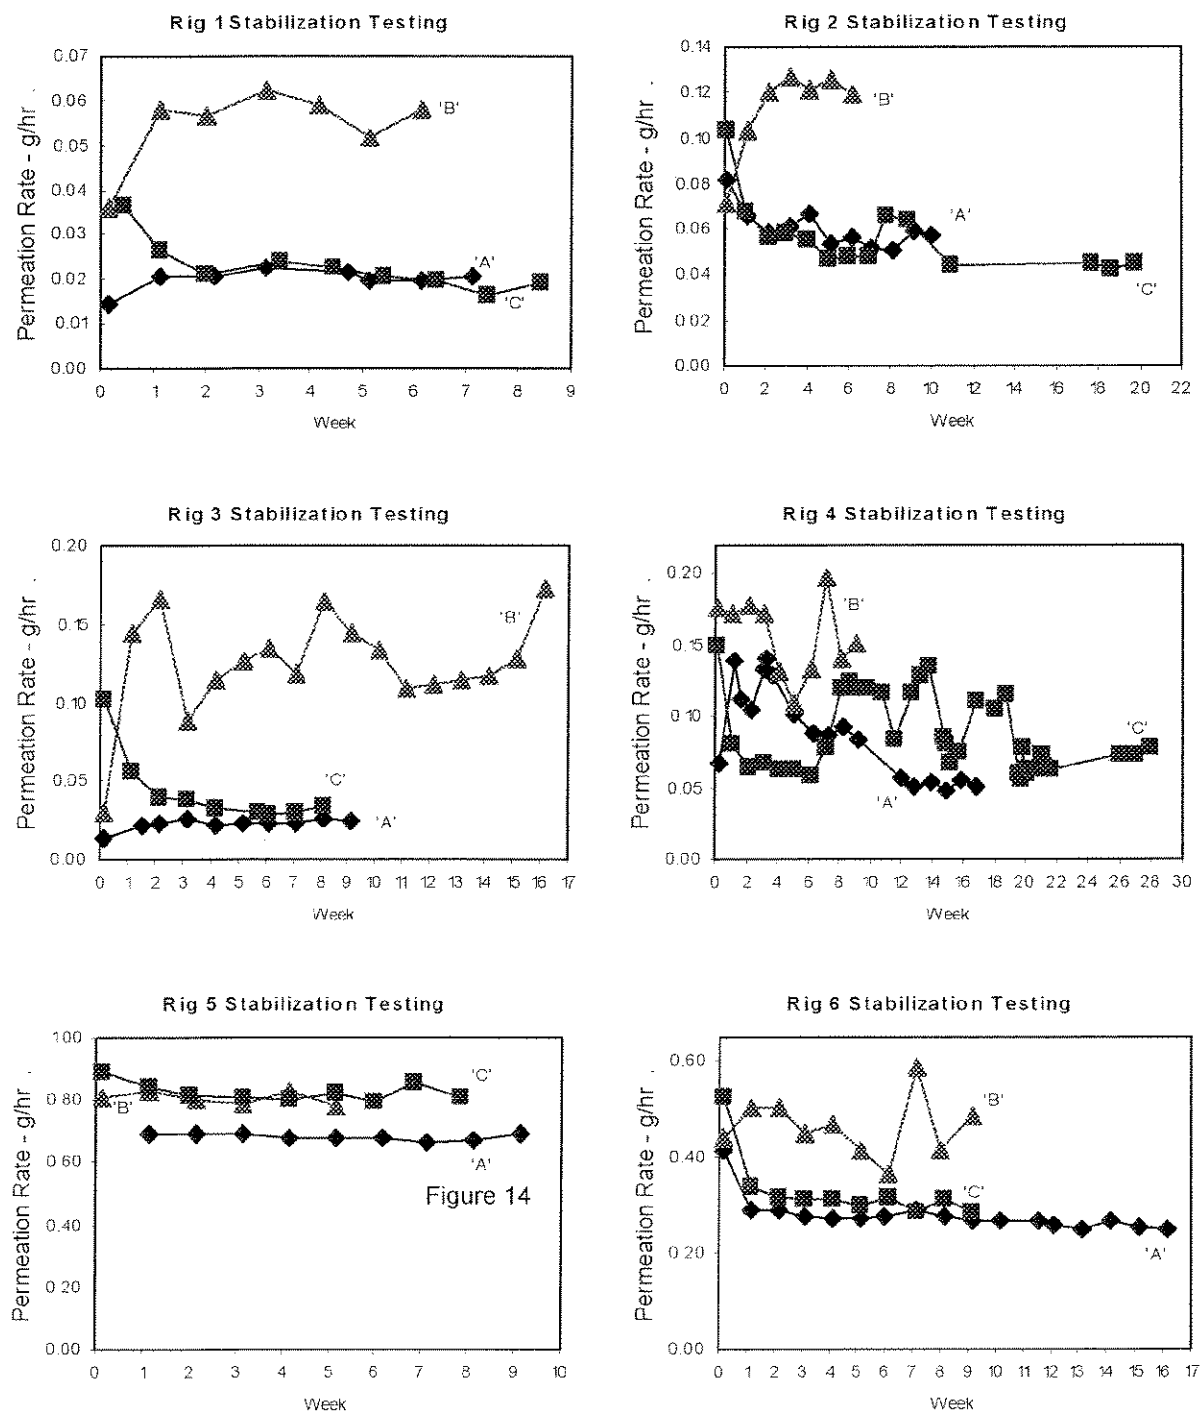 Rig 1 Stabilization Testing
Permeation Rate - g/hr .
0.07
0.06
0.05
0.04
0.03
0.02
0.01
0.00
'B'
'A'
'C'
0 1 2 3 4 5 6 7 8 9
Week
Rig 2 Stabilization Testing
Permeation Rate - g/hr .
0.14
0.12
0.10
0.08
0.06
0.04
0.02
0.00
'B'
'A'
'C'
0 2 4 6 8 10 12 14 16 18 20 22
Week
Rig 3 Stabilization Testing
Permeation Rate - g/hr .
0.20
0.15
0.10
0.05
0.00
'B'
'C'
'A'
0 1 2 3 4 5 6 7 8 9 10 11 12 13 14 15 16 17
Week
Rig 4 Stabilization Testing
Permeation Rate - g/hr .
0.20
0.15
0.10
0.05
0.00
'B'
'C'
'A'
0 2 4 6 8 10 12 14 16 18 20 22 24 26 28 30
Week
Rig 5 Stabilization Testing
Permeation Rate - g/hr .
1.00
0.80
0.60
0.40
0.20
0.00
'C'
'B'
'A'
Figure 14
0 1 2 3 4 5 6 7 8 9 10
Week
Rig 6 Stabilization Testing
Permeation Rate - g/hr .
0.60
0.40
0.20
0.00
'B'
'C'
'A'
0 1 2 3 4 5 6 7 8 9 10 11 12 13 14 15 16 17
Week